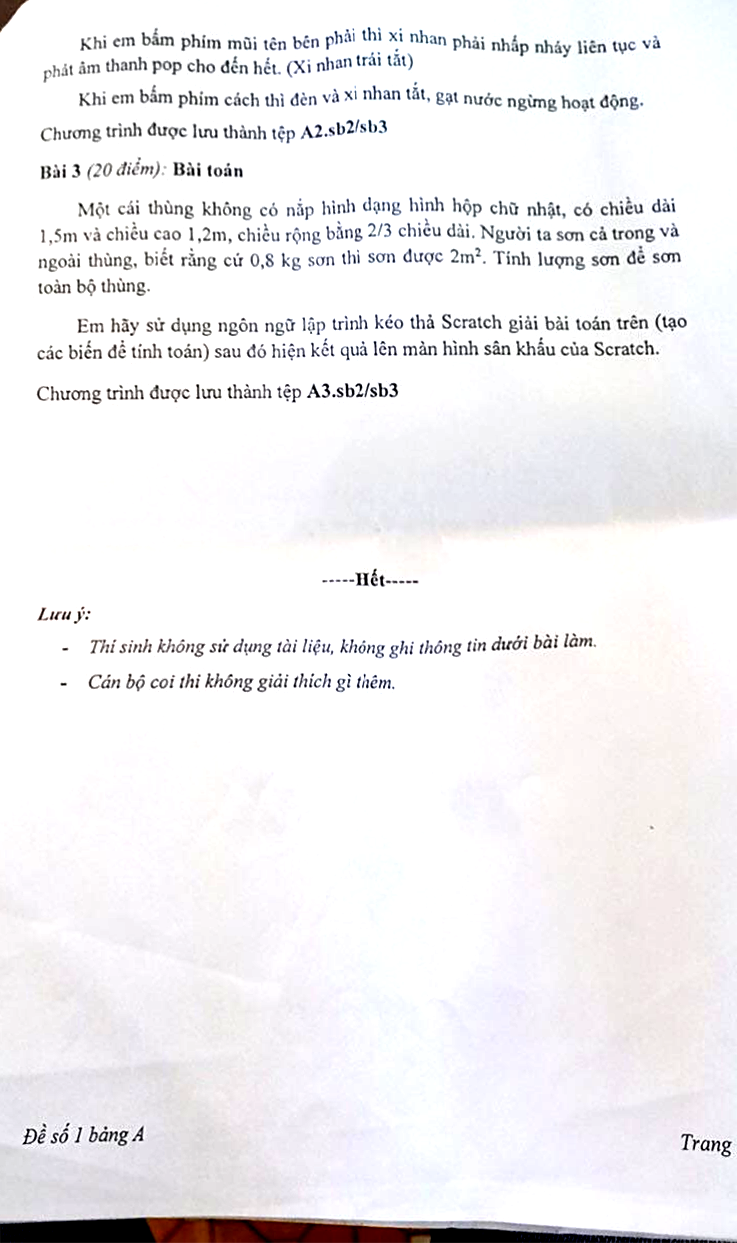 Khi em bấm phím mũi tên bên phải thì xi nhan phải nhấp nháy liên tục và
phát âm thanh pop cho đến hết. (Xi nhan trái tắt)
Khi em bấm phím cách thì đèn và xi nhan tắt, gạt nước ngừng hoạt động.
Chương trình được lưu thành tệp A2.sb2/sb3
Bài 3 (20 điểm): Bài toán
Một cái thùng không có nắp hình dạng hình hộp chữ nhật, có chiều dài
1,5m và chiều cao 1,2m, chiều rộng bằng 2/3 chiều dài. Người ta sơn cả trong và
ngoài thùng, biết rằng cứ 0,8 kg sơn thì sơn được 2m². Tính lượng sơn để sơn
toàn bộ thùng.
Em hãy sử dụng ngôn ngữ lập trình kéo thả Scratch giải bài toán trên (tạo
các biến để tính toán) sau đó hiện kết quả lên màn hình sân khấu của Scratch.
Chương trình được lưu thành tệp A3.sb2/sb3
-----Hết-----
Lưu ý:
- Thí sinh không sử dụng tài liệu, không ghi thông tin dưới bài làm.
- Cán bộ coi thi không giải thích gì thêm.
Đề số 1 bảng A
Trang